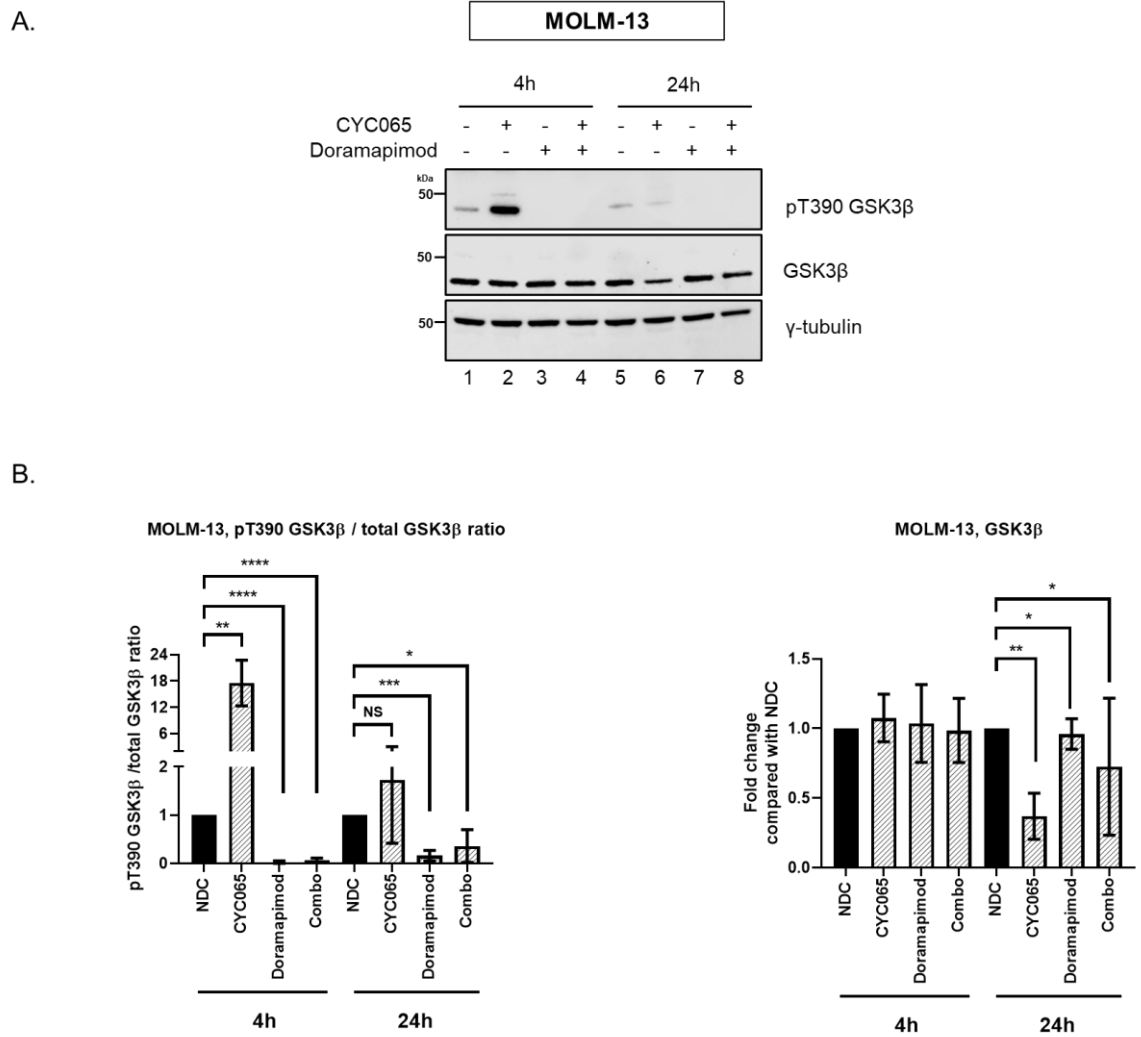 A.
MOLM-13
4h 24h
CYC065 - + - + - + - +
Doramapimod - - + + - - + +
kDa
50
pT390 GSK3β
50
GSK3β
50
γ-tubulin
1 2 3 4 5 6 7 8
B.
MOLM-13, pT390 GSK3β / total GSK3β ratio
pT390 GSK3β /total GSK3β ratio
24
18
12
6
2
1
0
****
****
**
*
***
NS
NDC CYC065 Doramapimod Combo NDC CYC065 Doramapimod Combo
4h 24h
MOLM-13, GSK3β
Fold change
compared with NDC
1.5
1.0
0.5
0.0
*
*
**
NDC CYC065 Doramapimod Combo NDC CYC065 Doramapimod Combo
4h 24h